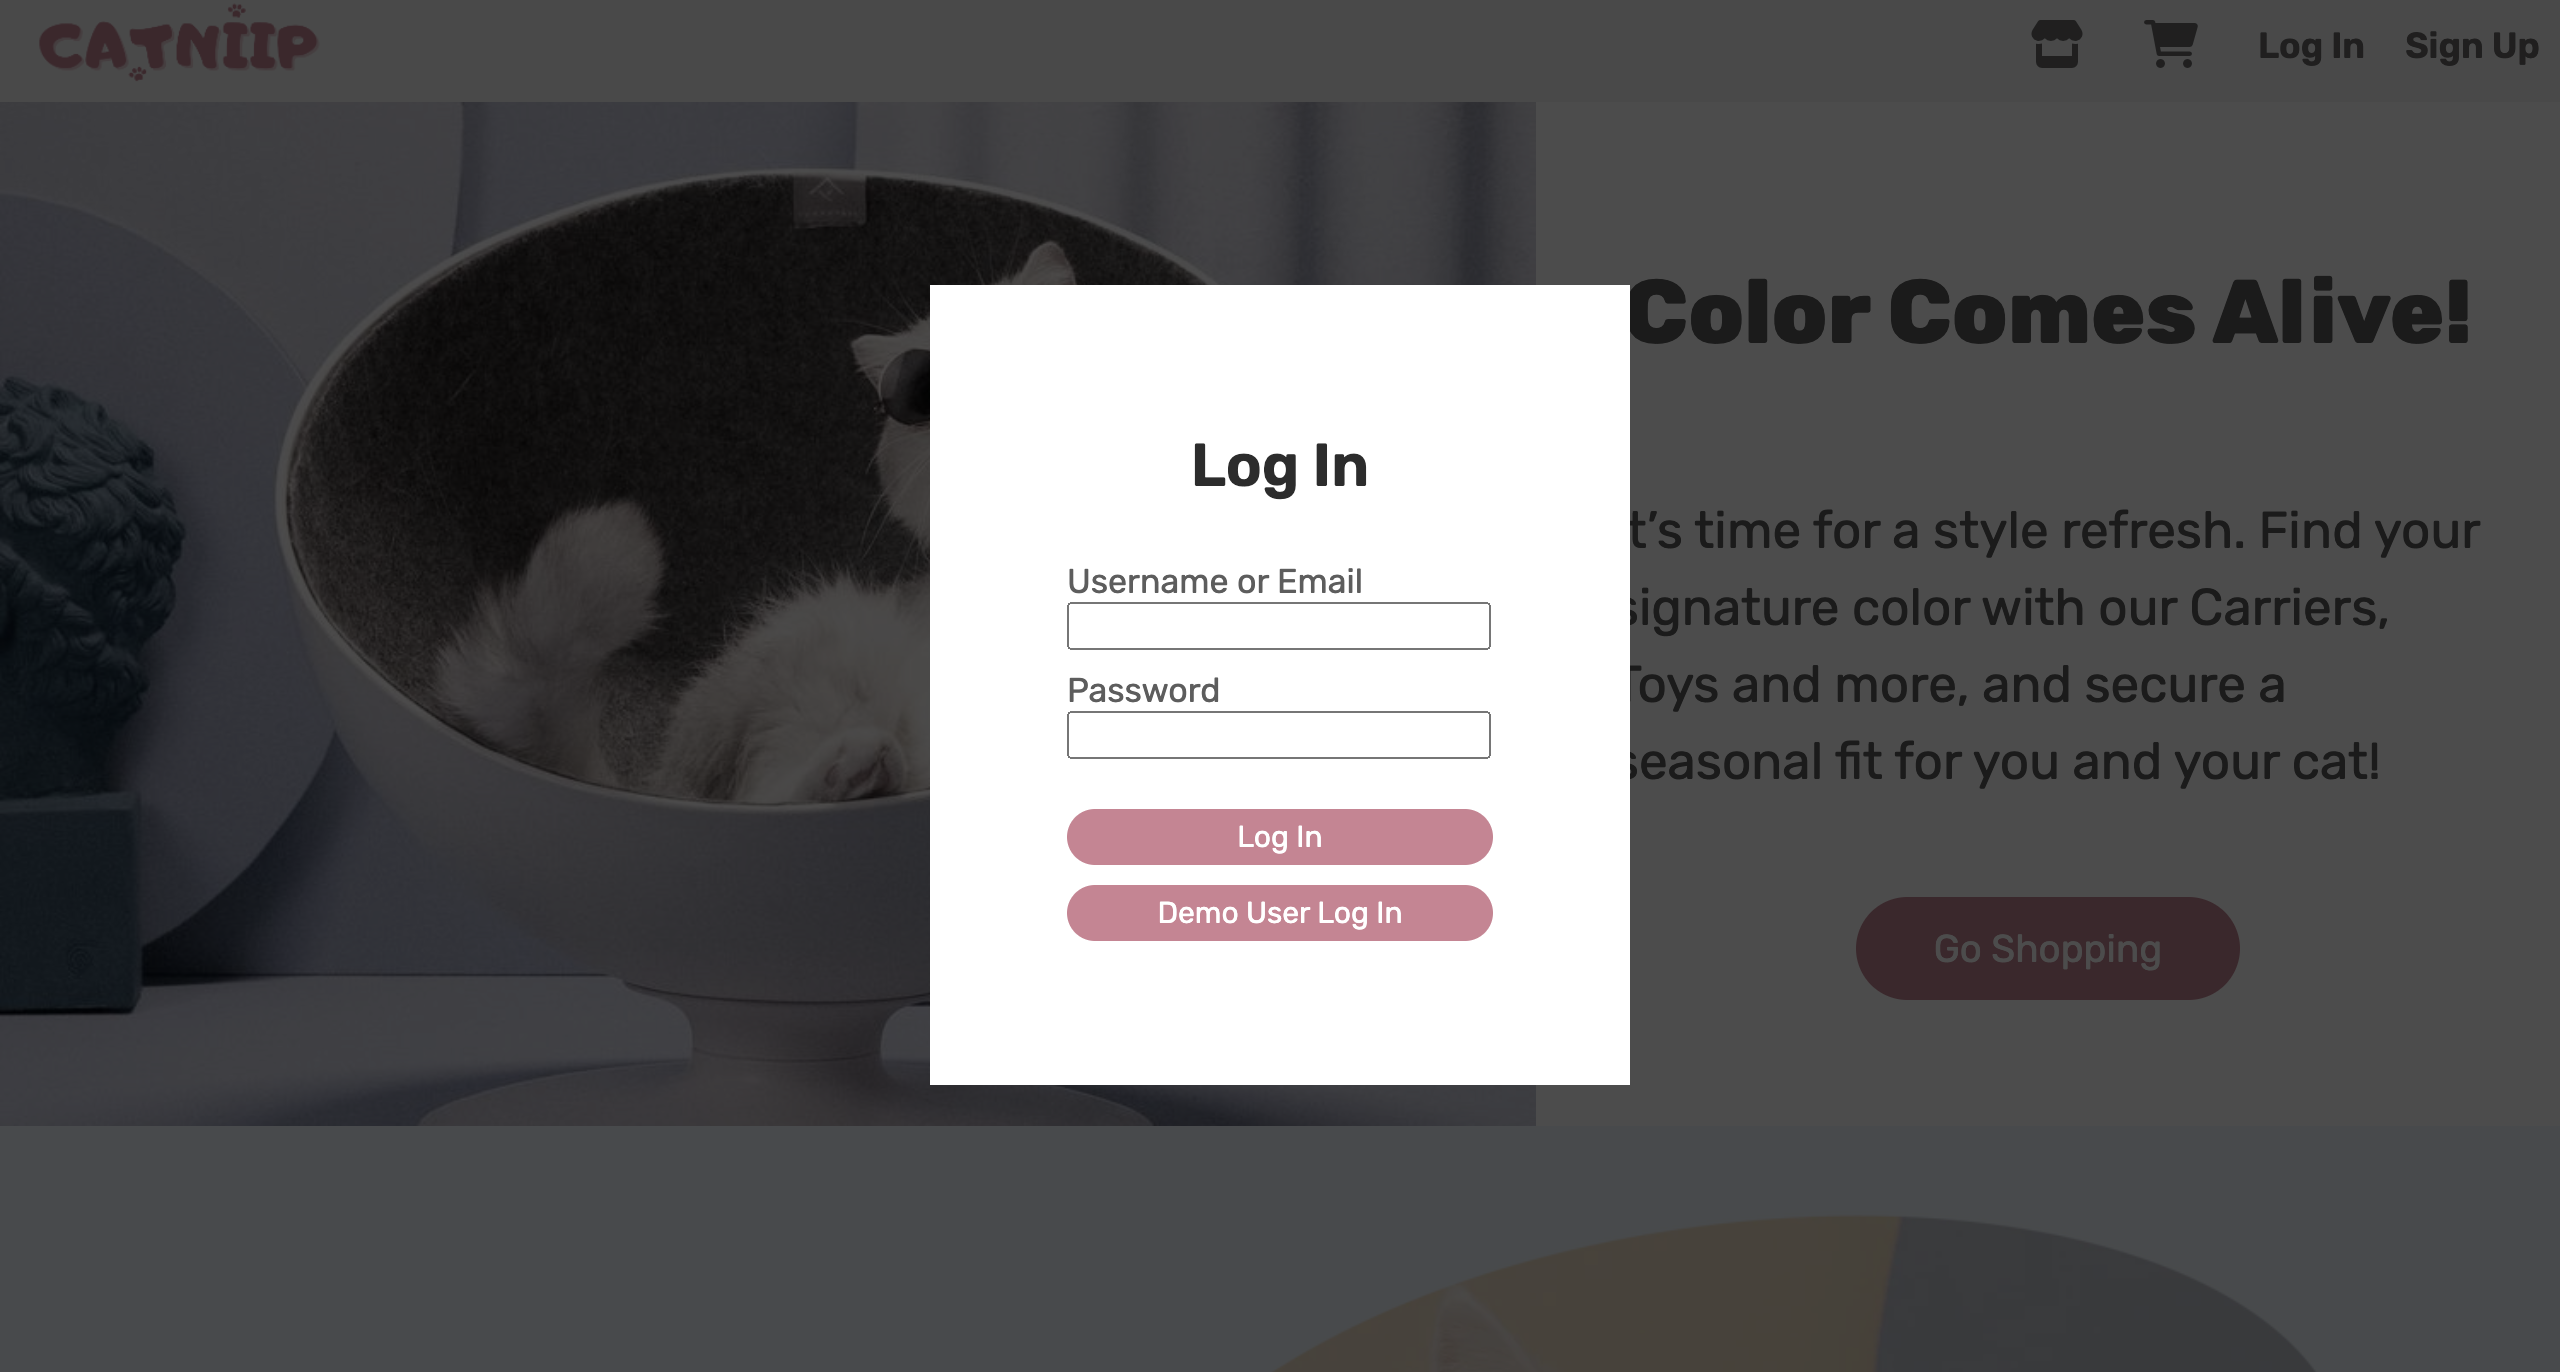 CATNIIP
Log In Sign Up
Color Comes Alive!
t's time for a style refresh. Find your
signature color with our Carriers,
Toys and more, and secure a
seasonal fit for you and your cat!
Go Shopping
Log In
Username or Email
Password
Log In
Demo User Log In